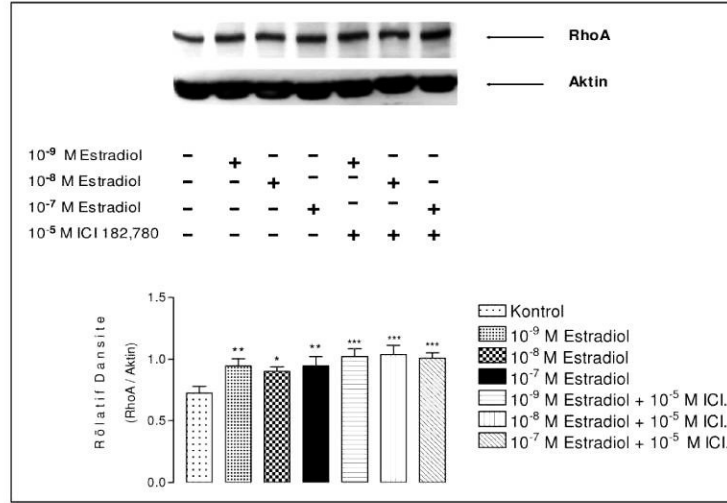 RhoA
Aktin
10⁻⁹ M Estradiol - + - - + - -
10⁻⁸ M Estradiol - - + - - + -
10⁻⁷ M Estradiol - - - + - - +
10⁻⁵ M ICI 182,780 - - - - + + +
1.5
1.0
0.5
0.0
Rölatif Dansite
(RhoA / Aktin)
** * ** *** *** ***
Kontrol
10⁻⁹ M Estradiol
10⁻⁸ M Estradiol
10⁻⁷ M Estradiol
10⁻⁹ M Estradiol + 10⁻⁵ M ICI.
10⁻⁸ M Estradiol + 10⁻⁵ M ICI.
10⁻⁷ M Estradiol + 10⁻⁵ M ICI.